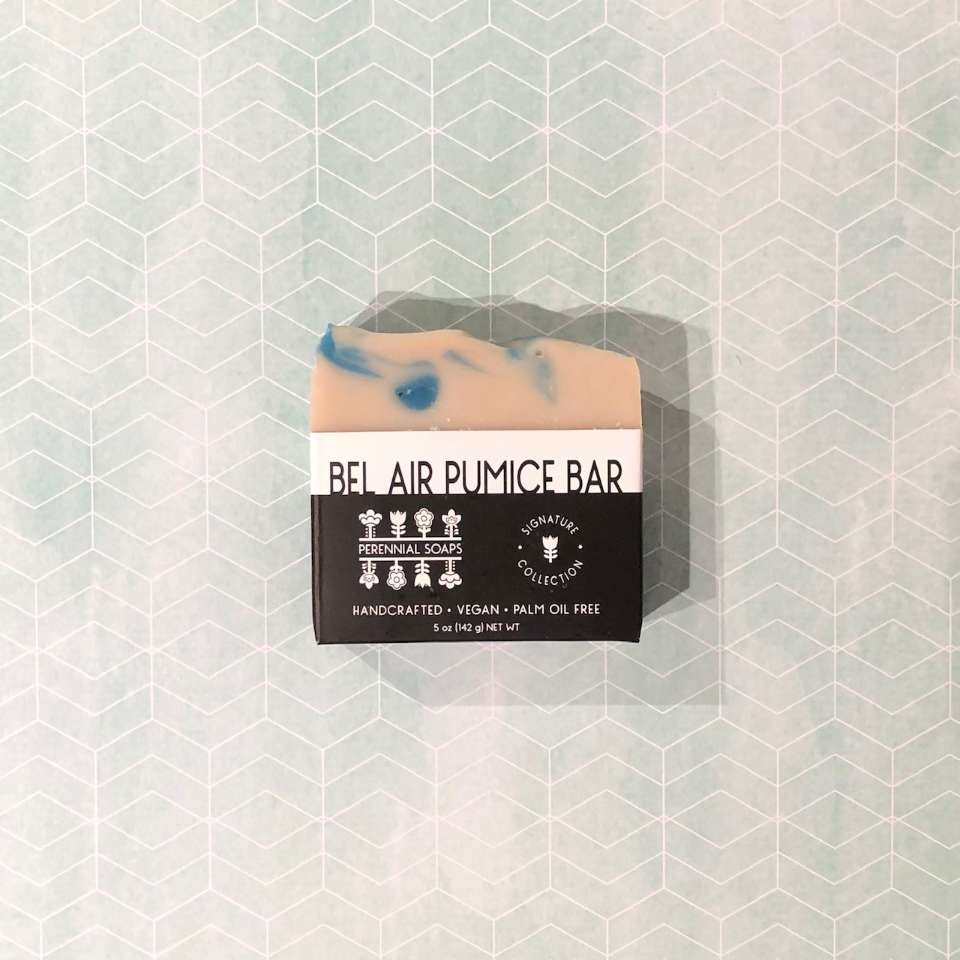 BEL AIR PUMICE BAR
PERENNIAL SOAPS
SIGNATURE
COLLECTION
HANDCRAFTED • VEGAN • PALM OIL FREE
5 oz (142 g) NET WT